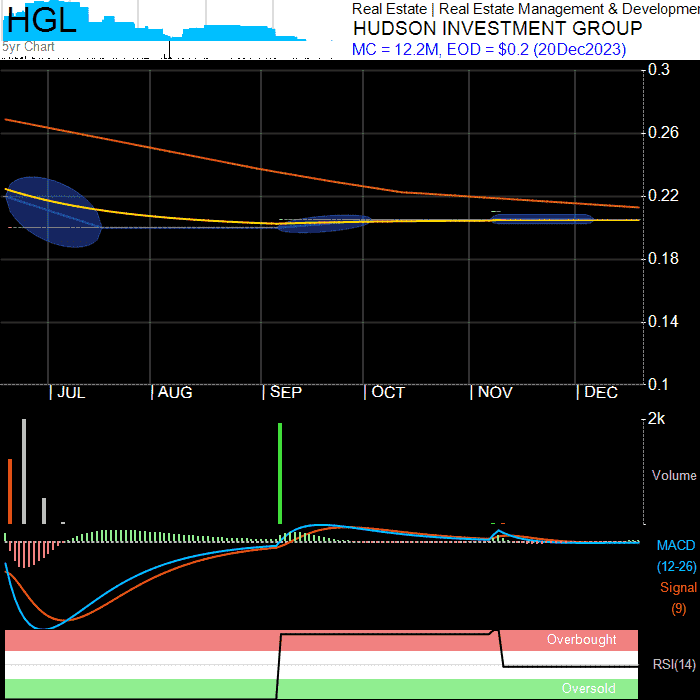 HGL
5yr Chart
Real Estate | Real Estate Management & Developmen
HUDSON INVESTMENT GROUP
MC = 12.2M, EOD = $0.2 (20Dec2023)
0.3
0.26
0.22
0.18
0.14
0.1
| JUL | AUG | SEP | OCT | NOV | DEC
2k
Volume
MACD
(12-26)
Signal
(9)
Overbought
RSI(14)
Oversold